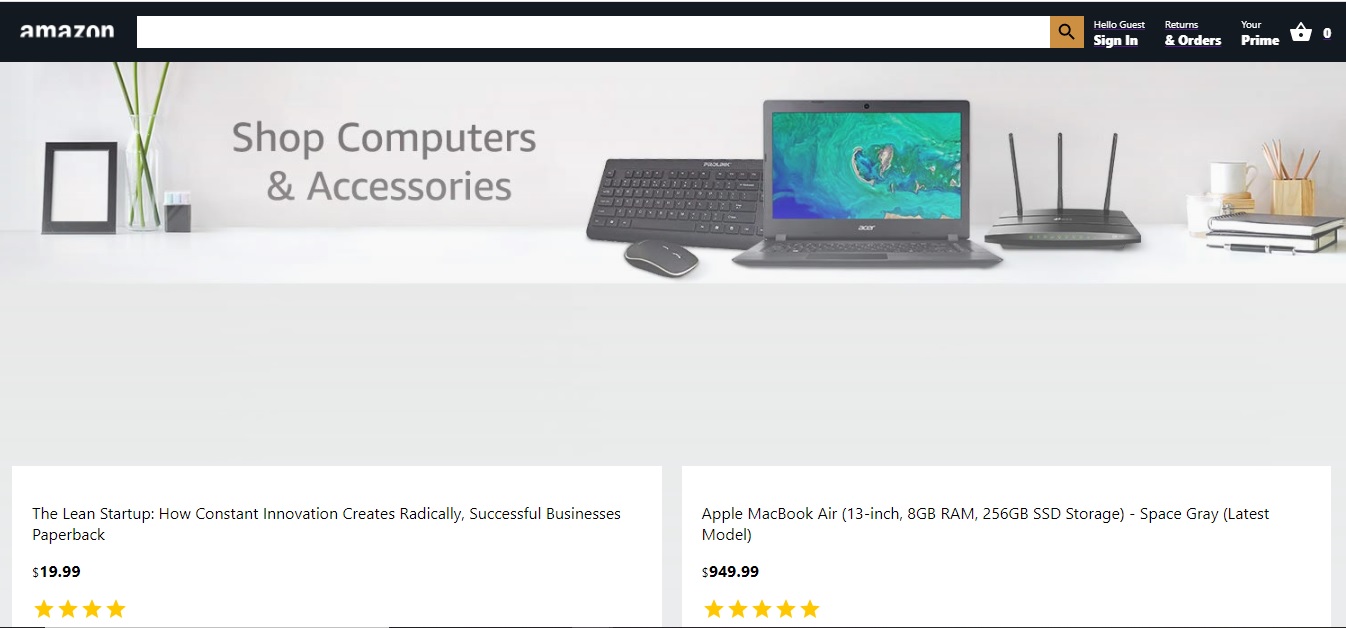 amazon
Hello Guest
Sign In
Returns
& Orders
Your
Prime
0
Shop Computers
& Accessories
PROLINK
acer
The Lean Startup: How Constant Innovation Creates Radically, Successful Businesses
Paperback
$19.99
Apple MacBook Air (13-inch, 8GB RAM, 256GB SSD Storage) - Space Gray (Latest
Model)
$949.99